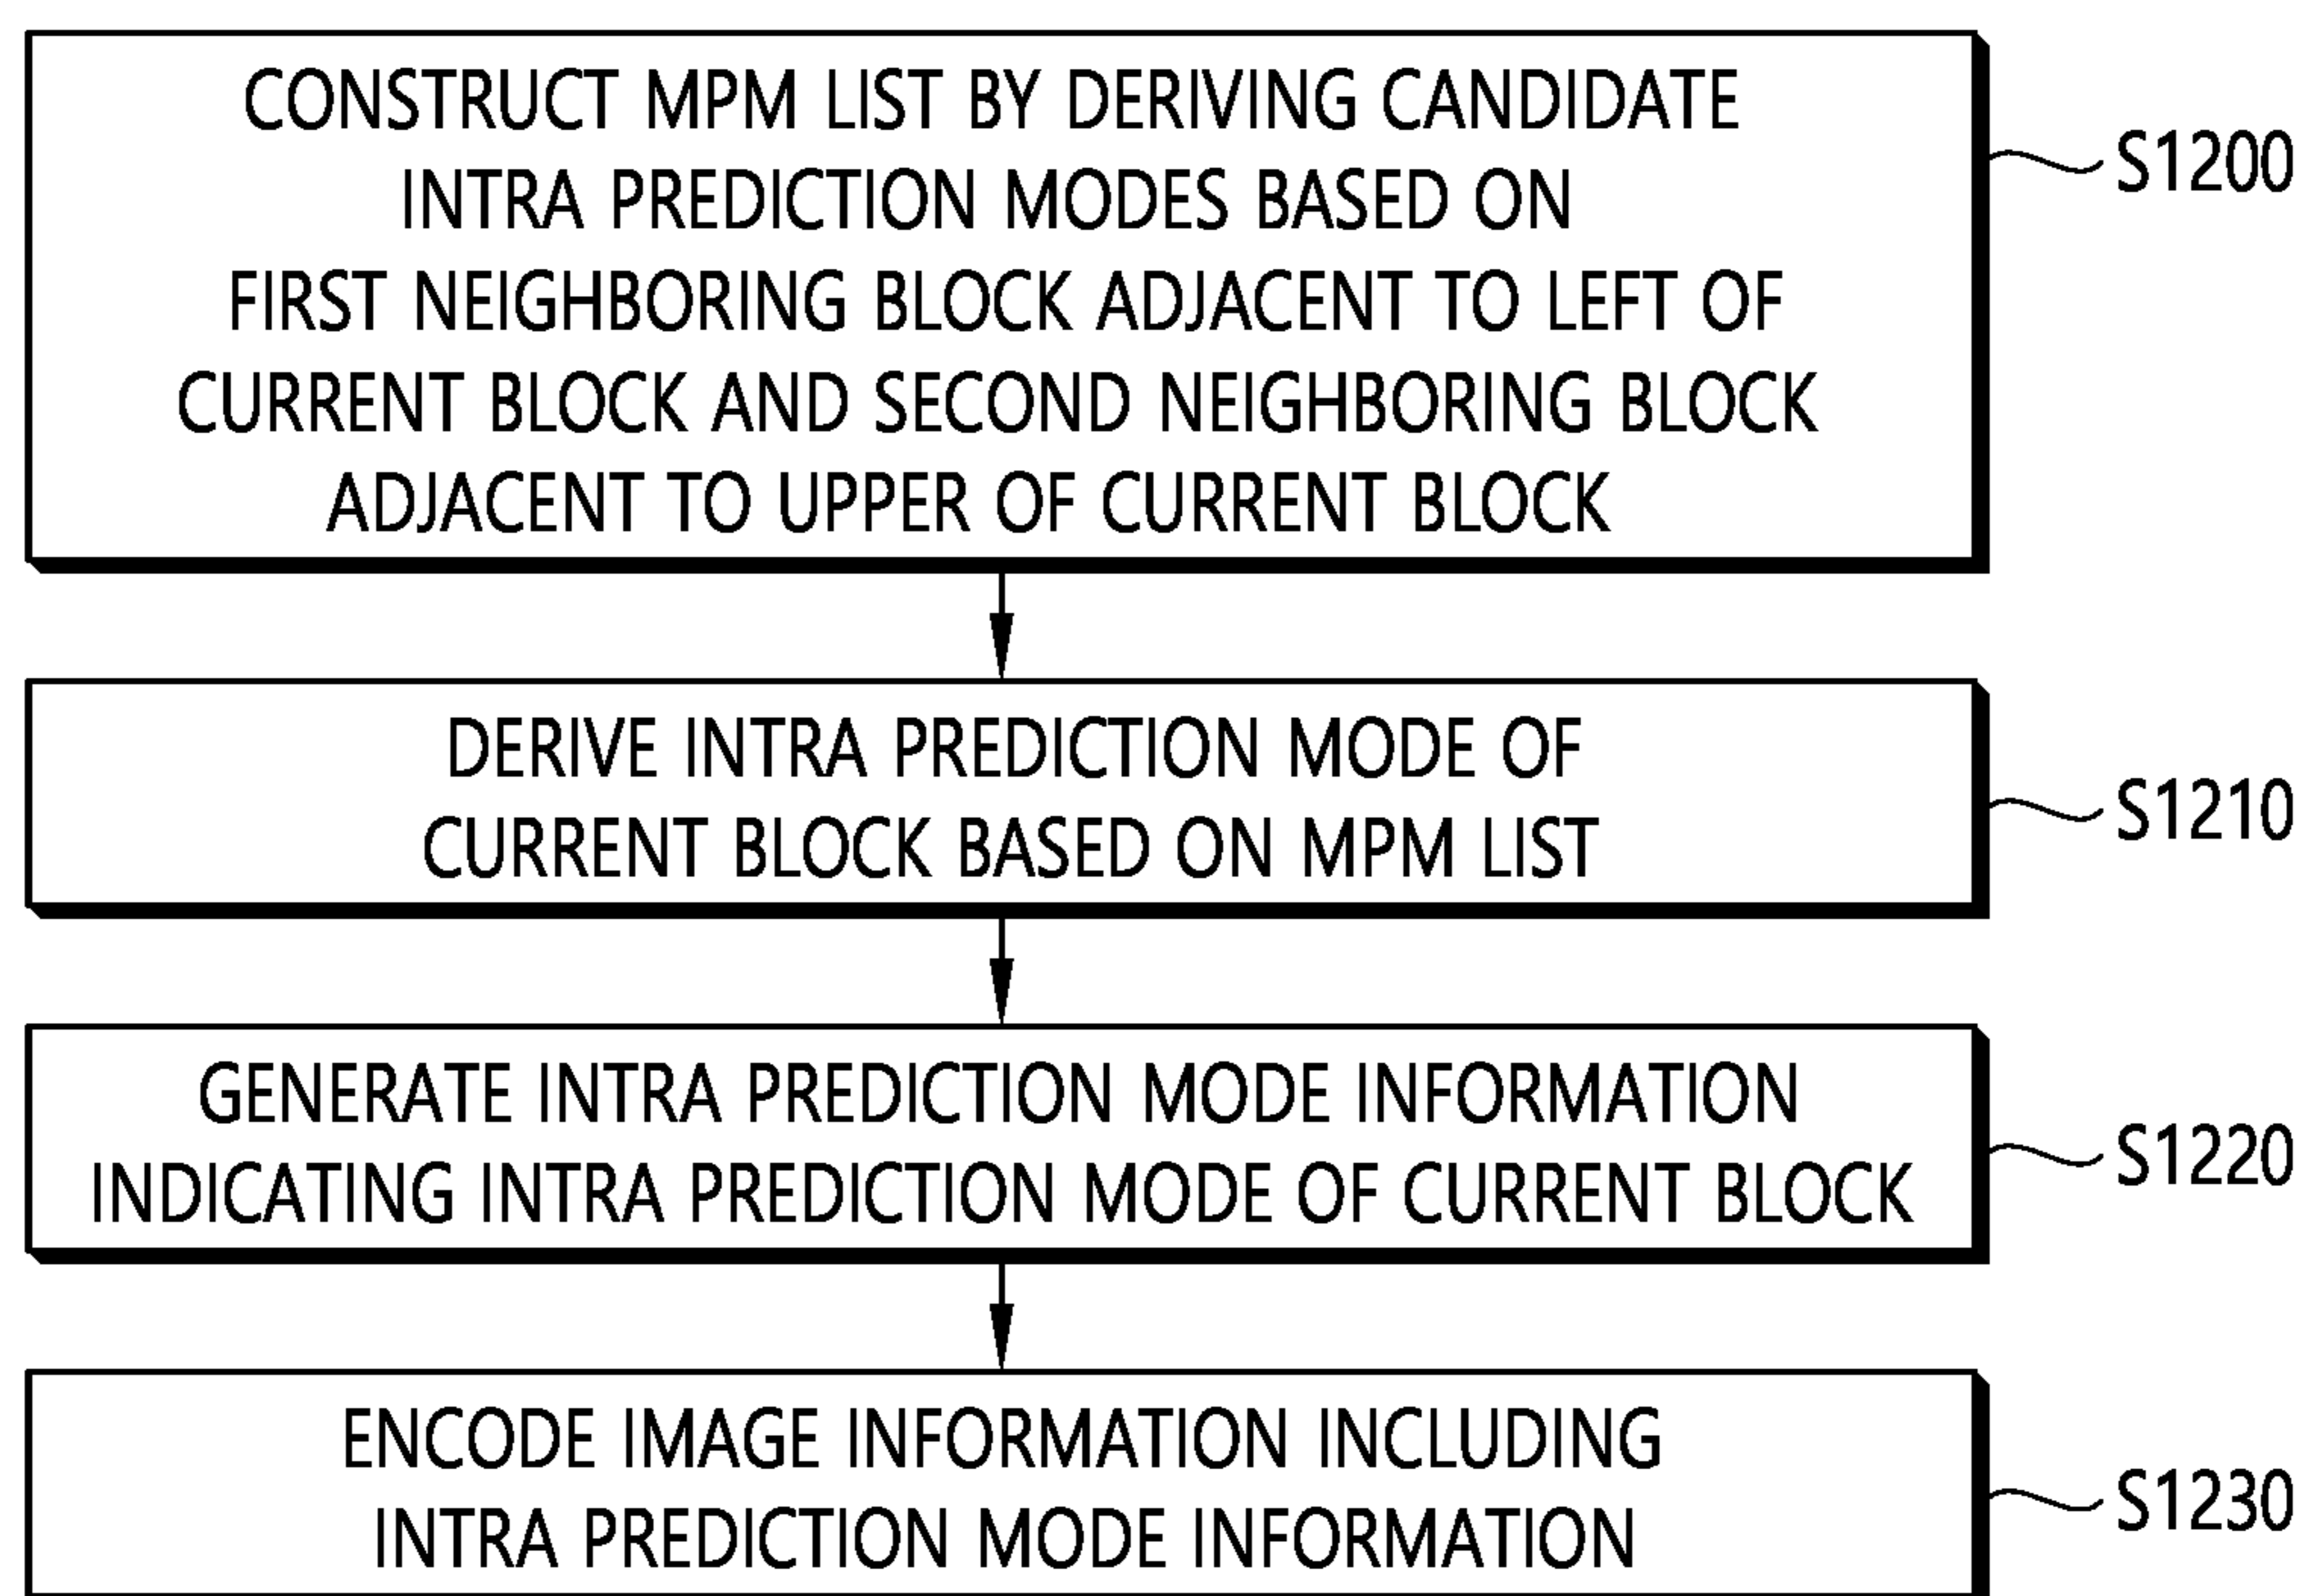 CONSTRUCT MPM LIST BY DERIVING CANDIDATE
INTRA PREDICTION MODES BASED ON
FIRST NEIGHBORING BLOCK ADJACENT TO LEFT OF
CURRENT BLOCK AND SECOND NEIGHBORING BLOCK
ADJACENT TO UPPER OF CURRENT BLOCK
S1200
DERIVE INTRA PREDICTION MODE OF
CURRENT BLOCK BASED ON MPM LIST
S1210
GENERATE INTRA PREDICTION MODE INFORMATION
INDICATING INTRA PREDICTION MODE OF CURRENT BLOCK
S1220
ENCODE IMAGE INFORMATION INCLUDING
INTRA PREDICTION MODE INFORMATION
S1230